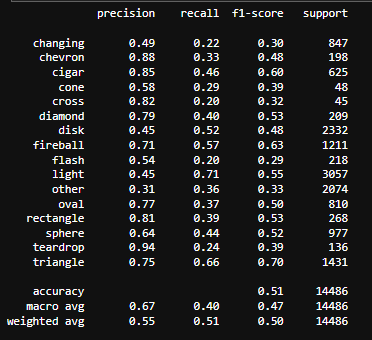 precision recall f1-score support
changing 0.49 0.22 0.30 847
chevron 0.88 0.33 0.48 198
cigar 0.85 0.46 0.60 625
cone 0.58 0.29 0.39 48
cross 0.82 0.20 0.32 45
diamond 0.79 0.40 0.53 209
disk 0.45 0.52 0.48 2332
fireball 0.71 0.57 0.63 1211
flash 0.54 0.20 0.29 218
light 0.45 0.71 0.55 3057
other 0.31 0.36 0.33 2074
oval 0.77 0.37 0.50 810
rectangle 0.81 0.39 0.53 268
sphere 0.64 0.44 0.52 977
teardrop 0.94 0.24 0.39 136
triangle 0.75 0.66 0.70 1431
accuracy 0.51 14486
macro avg 0.67 0.40 0.47 14486
weighted avg 0.55 0.51 0.50 14486